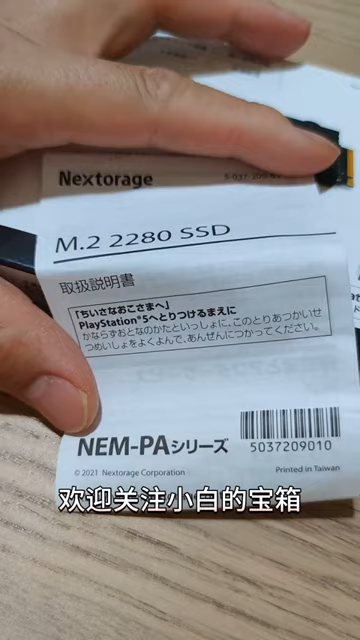 Nextorage
M.2 2280 SSD
取扱説明書
「ちいさなおこさまへ」
PlayStation®5へとりつけるまえに
かならずおとなのかたといっしょに、このとりあつかいせ
つめいしょをよくよんで、あんぜんにつかってください。
NEM-PAシリーズ
5037209010
© 2021 Nextorage Corporation
Printed in Taiwan
欢迎关注小白的宝箱